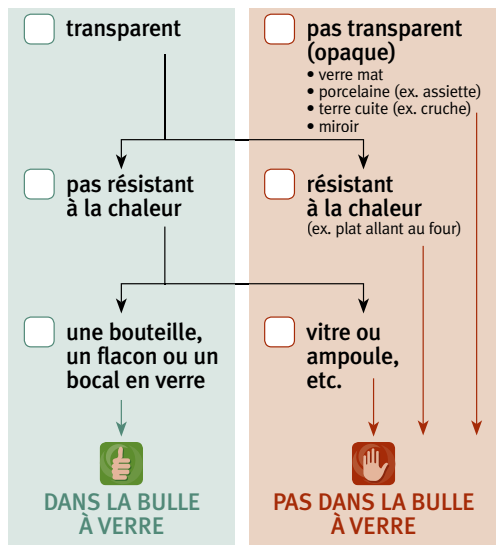 transparent
pas transparent
(opaque)
• verre mat
• porcelaine (ex. assiette)
• terre cuite (ex. cruche)
• miroir
pas résistant
à la chaleur
résistant
à la chaleur
(ex. plat allant au four)
une bouteille,
un flacon ou un
bocal en verre
vitre ou
ampoule,
etc.
DANS LA BULLE
À VERRE
PAS DANS LA BULLE
À VERRE